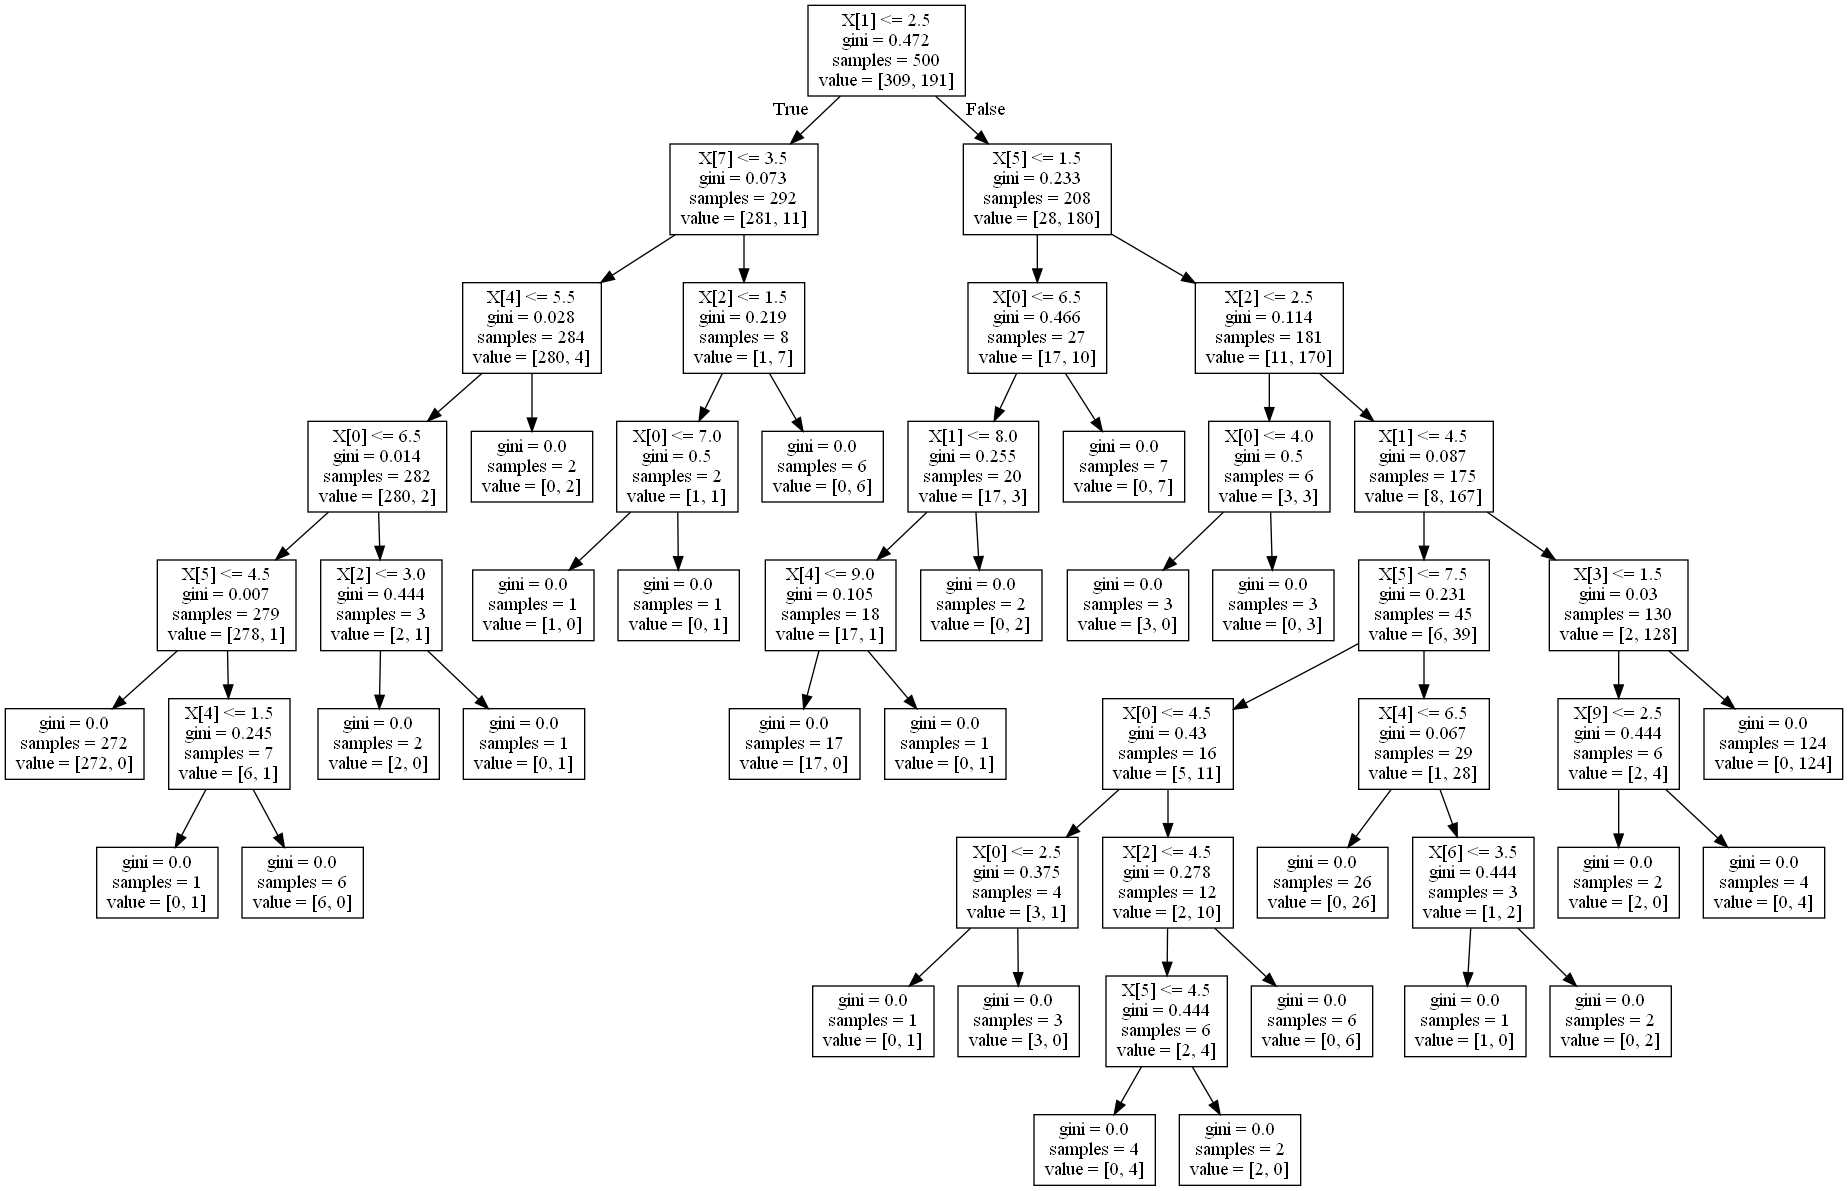 X[1] <= 2.5
gini = 0.472
samples = 500
value = [309, 191]
True
False
X[7] <= 3.5
gini = 0.073
samples = 292
value = [281, 11]
X[5] <= 1.5
gini = 0.233
samples = 208
value = [28, 180]
X[4] <= 5.5
gini = 0.028
samples = 284
value = [280, 4]
X[2] <= 1.5
gini = 0.219
samples = 8
value = [1, 7]
X[0] <= 6.5
gini = 0.466
samples = 27
value = [17, 10]
X[2] <= 2.5
gini = 0.114
samples = 181
value = [11, 170]
X[0] <= 6.5
gini = 0.014
samples = 282
value = [280, 2]
gini = 0.0
samples = 2
value = [0, 2]
X[0] <= 7.0
gini = 0.5
samples = 2
value = [1, 1]
gini = 0.0
samples = 6
value = [0, 6]
X[1] <= 8.0
gini = 0.255
samples = 20
value = [17, 3]
gini = 0.0
samples = 7
value = [0, 7]
X[0] <= 4.0
gini = 0.5
samples = 6
value = [3, 3]
X[1] <= 4.5
gini = 0.087
samples = 175
value = [8, 167]
X[5] <= 4.5
gini = 0.007
samples = 279
value = [278, 1]
X[2] <= 3.0
gini = 0.444
samples = 3
value = [2, 1]
gini = 0.0
samples = 1
value = [1, 0]
gini = 0.0
samples = 1
value = [0, 1]
X[4] <= 9.0
gini = 0.105
samples = 18
value = [17, 1]
gini = 0.0
samples = 2
value = [0, 2]
gini = 0.0
samples = 3
value = [3, 0]
gini = 0.0
samples = 3
value = [0, 3]
X[5] <= 7.5
gini = 0.231
samples = 45
value = [6, 39]
X[3] <= 1.5
gini = 0.03
samples = 130
value = [2, 128]
gini = 0.0
samples = 272
value = [272, 0]
X[4] <= 1.5
gini = 0.245
samples = 7
value = [6, 1]
gini = 0.0
samples = 2
value = [2, 0]
gini = 0.0
samples = 1
value = [0, 1]
gini = 0.0
samples = 17
value = [17, 0]
gini = 0.0
samples = 1
value = [0, 1]
X[0] <= 4.5
gini = 0.43
samples = 16
value = [5, 11]
X[4] <= 6.5
gini = 0.067
samples = 29
value = [1, 28]
X[9] <= 2.5
gini = 0.444
samples = 6
value = [2, 4]
gini = 0.0
samples = 124
value = [0, 124]
gini = 0.0
samples = 1
value = [0, 1]
gini = 0.0
samples = 6
value = [6, 0]
X[0] <= 2.5
gini = 0.375
samples = 4
value = [3, 1]
X[2] <= 4.5
gini = 0.278
samples = 12
value = [2, 10]
gini = 0.0
samples = 26
value = [0, 26]
X[6] <= 3.5
gini = 0.444
samples = 3
value = [1, 2]
gini = 0.0
samples = 2
value = [2, 0]
gini = 0.0
samples = 4
value = [0, 4]
gini = 0.0
samples = 1
value = [0, 1]
gini = 0.0
samples = 3
value = [3, 0]
X[5] <= 4.5
gini = 0.444
samples = 6
value = [2, 4]
gini = 0.0
samples = 6
value = [0, 6]
gini = 0.0
samples = 1
value = [1, 0]
gini = 0.0
samples = 2
value = [0, 2]
gini = 0.0
samples = 4
value = [0, 4]
gini = 0.0
samples = 2
value = [2, 0]